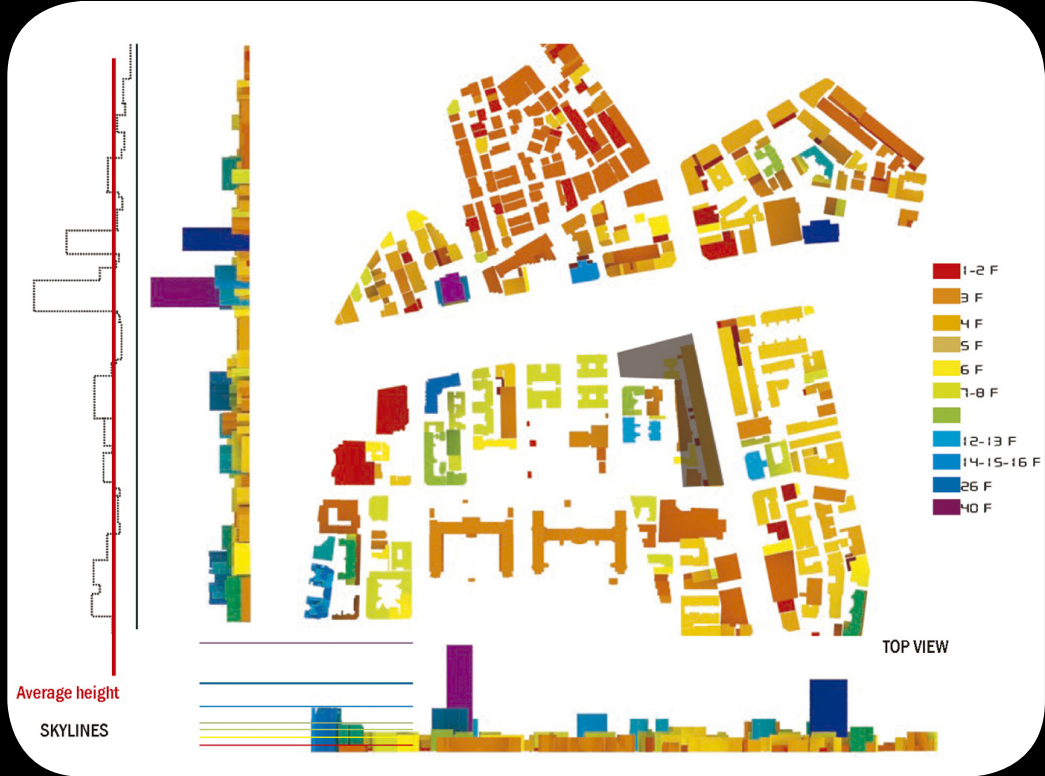 1-2 F
3 F
4 F
5 F
6 F
7-8 F
12-13 F
14-15-16 F
26 F
40 F
TOP VIEW
Average height
SKYLINES